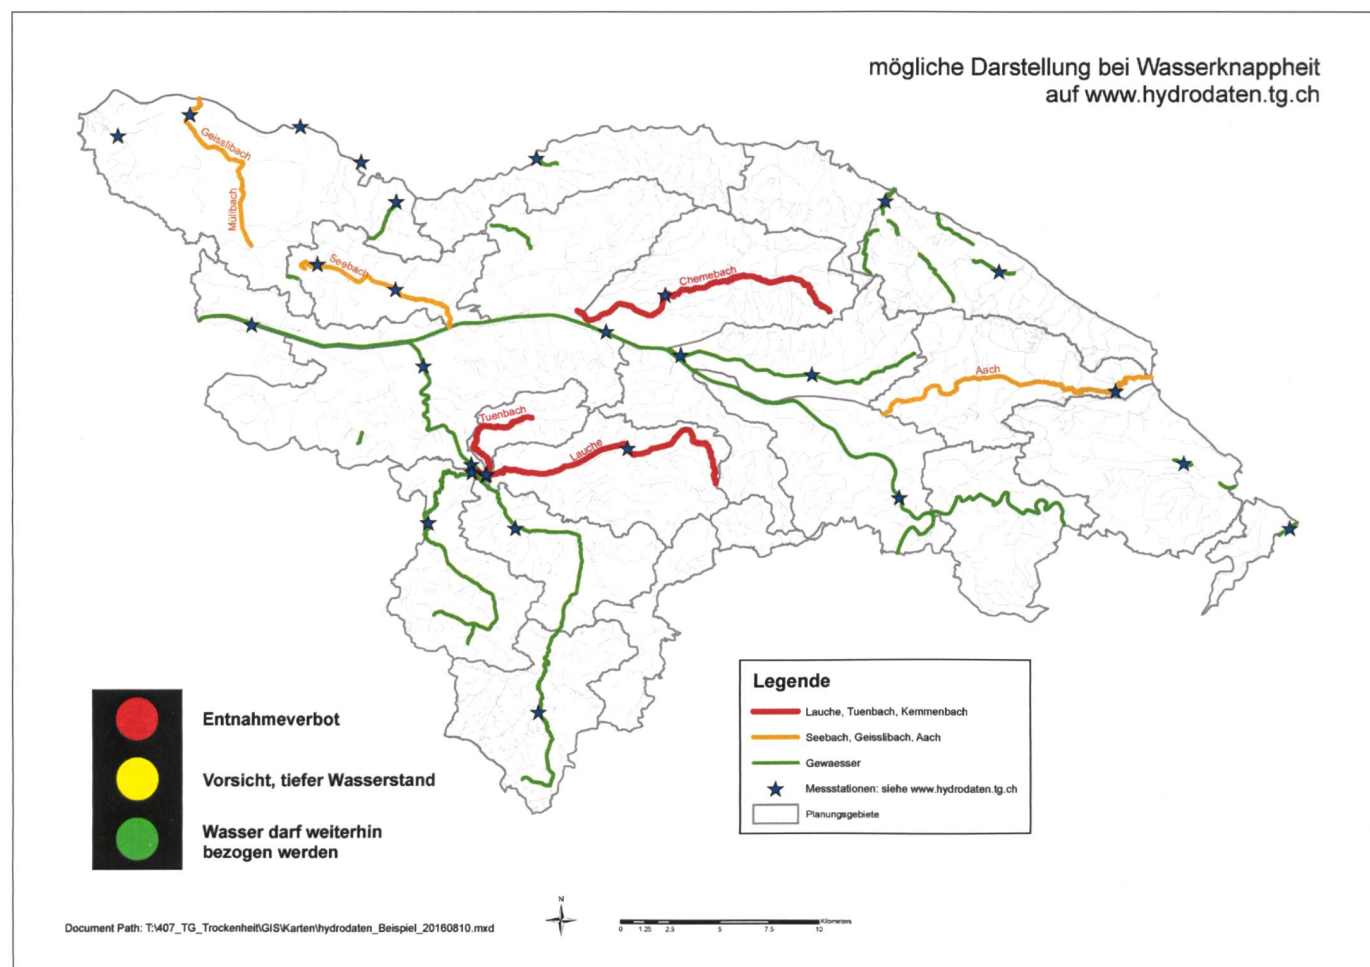 mögliche Darstellung bei Wasserknappheit
auf www.hydrodaten.tg.ch
Geisslibach
Müllbach
Seebach
Chemebach
Aach
Tuenbach
Lauche
Entnahmeverbot
Vorsicht, tiefer Wasserstand
Wasser darf weiterhin
bezogen werden
Legende
Lauche, Tuenbach, Kemmenbach
Seebach, Geisslibach, Aach
Gewaesser
Messstationen: siehe www.hydrodaten.tg.ch
Planungsgebiete
N
Document Path: T:\407_TG_Trockenheit\GIS\Karten\hydrodaten_Beispiel_20160810.mxd
Kilometers
0 1.25 2.5 5 7.5 10